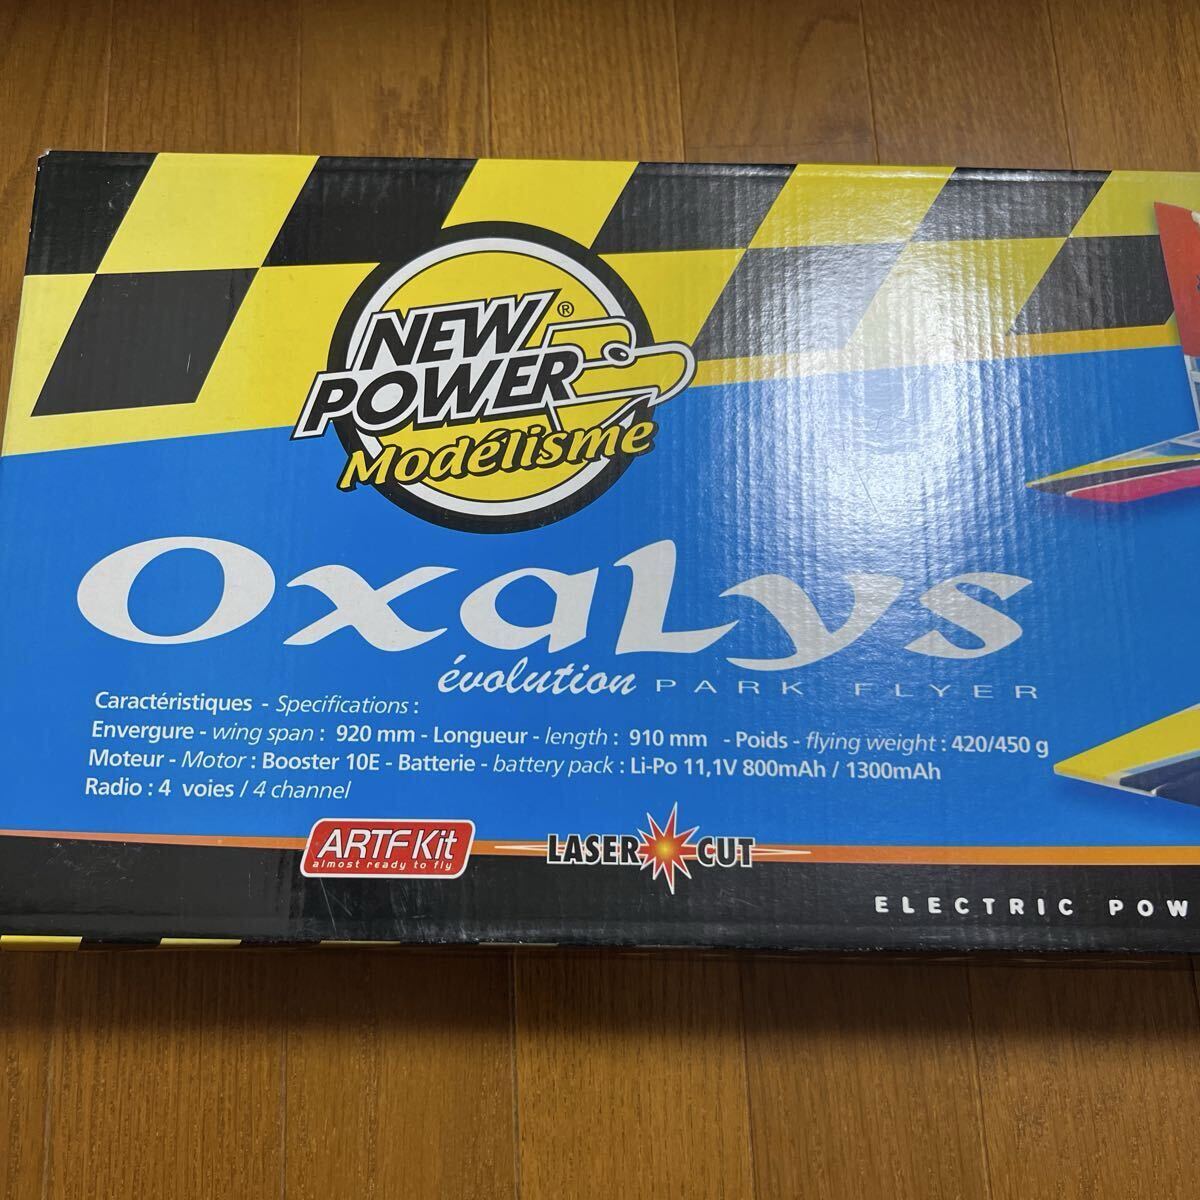 NEW ®
POWER
Modélisme
Oxalys
évolution PARK FLYER
Caractéristiques - Specifications :
Envergure - wing span : 920 mm - Longueur - length : 910 mm - Poids - flying weight : 420/450 g
Moteur - Motor : Booster 10E - Batterie - battery pack : Li-Po 11,1V 800mAh / 1300mAh
Radio : 4 voies / 4 channel
ARTF Kit
almost ready to fly
LASER CUT
ELECTRIC POW